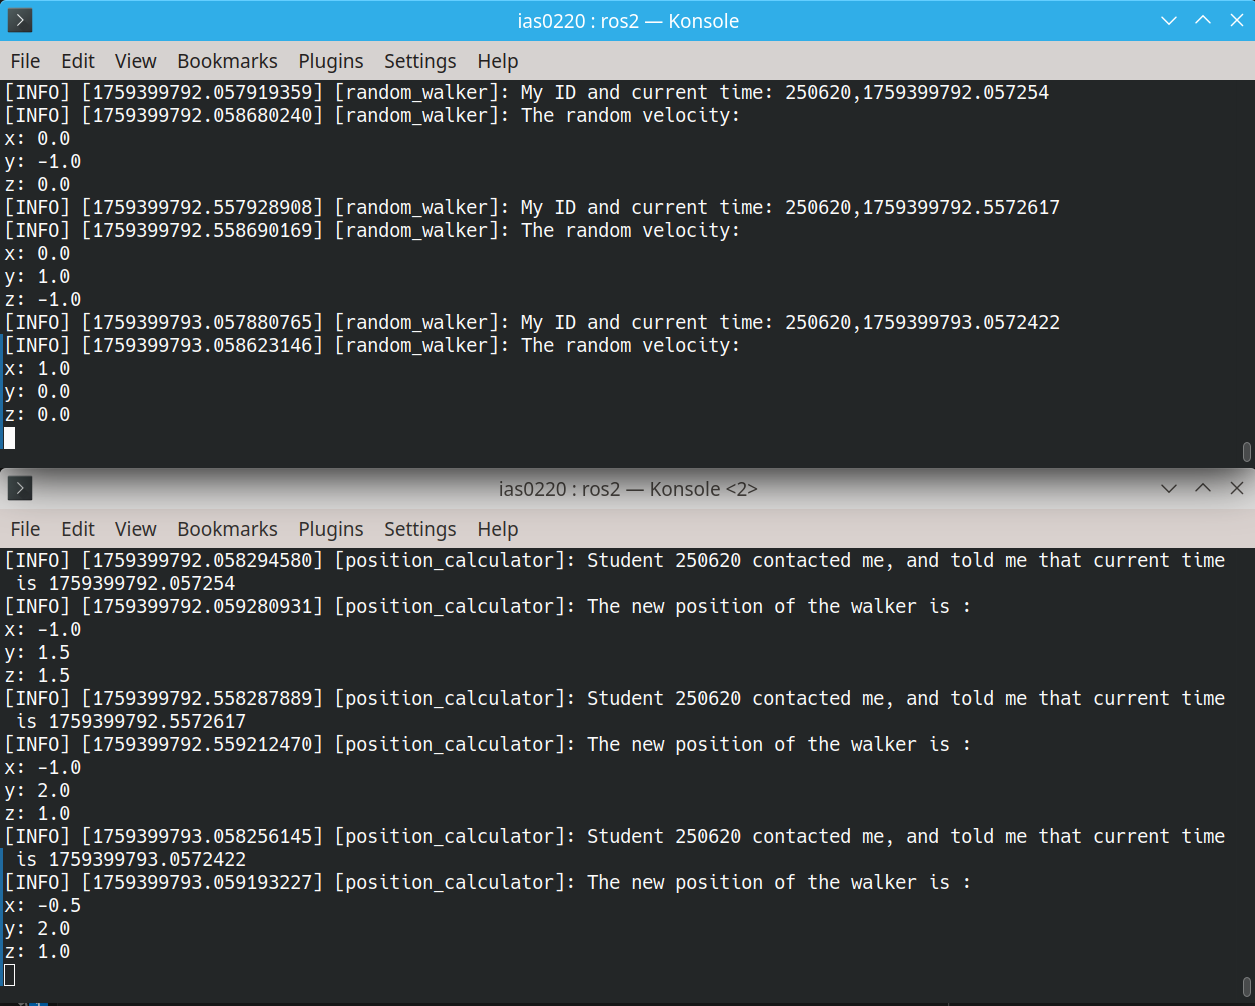 ias0220 : ros2 — Konsole
File Edit View Bookmarks Plugins Settings Help
[INFO] [1759399792.057919359] [random_walker]: My ID and current time: 250620,1759399792.057254
[INFO] [1759399792.058680240] [random_walker]: The random velocity:
x: 0.0
y: -1.0
z: 0.0
[INFO] [1759399792.557928908] [random_walker]: My ID and current time: 250620,1759399792.5572617
[INFO] [1759399792.558690169] [random_walker]: The random velocity:
x: 0.0
y: 1.0
z: -1.0
[INFO] [1759399793.057880765] [random_walker]: My ID and current time: 250620,1759399793.0572422
[INFO] [1759399793.058623146] [random_walker]: The random velocity:
x: 1.0
y: 0.0
z: 0.0
ias0220 : ros2 — Konsole <2>
File Edit View Bookmarks Plugins Settings Help
[INFO] [1759399792.058294580] [position_calculator]: Student 250620 contacted me, and told me that current time
is 1759399792.057254
[INFO] [1759399792.059280931] [position_calculator]: The new position of the walker is :
x: -1.0
y: 1.5
z: 1.5
[INFO] [1759399792.558287889] [position_calculator]: Student 250620 contacted me, and told me that current time
is 1759399792.5572617
[INFO] [1759399792.559212470] [position_calculator]: The new position of the walker is :
x: -1.0
y: 2.0
z: 1.0
[INFO] [1759399793.058256145] [position_calculator]: Student 250620 contacted me, and told me that current time
is 1759399793.0572422
[INFO] [1759399793.059193227] [position_calculator]: The new position of the walker is :
x: -0.5
y: 2.0
z: 1.0